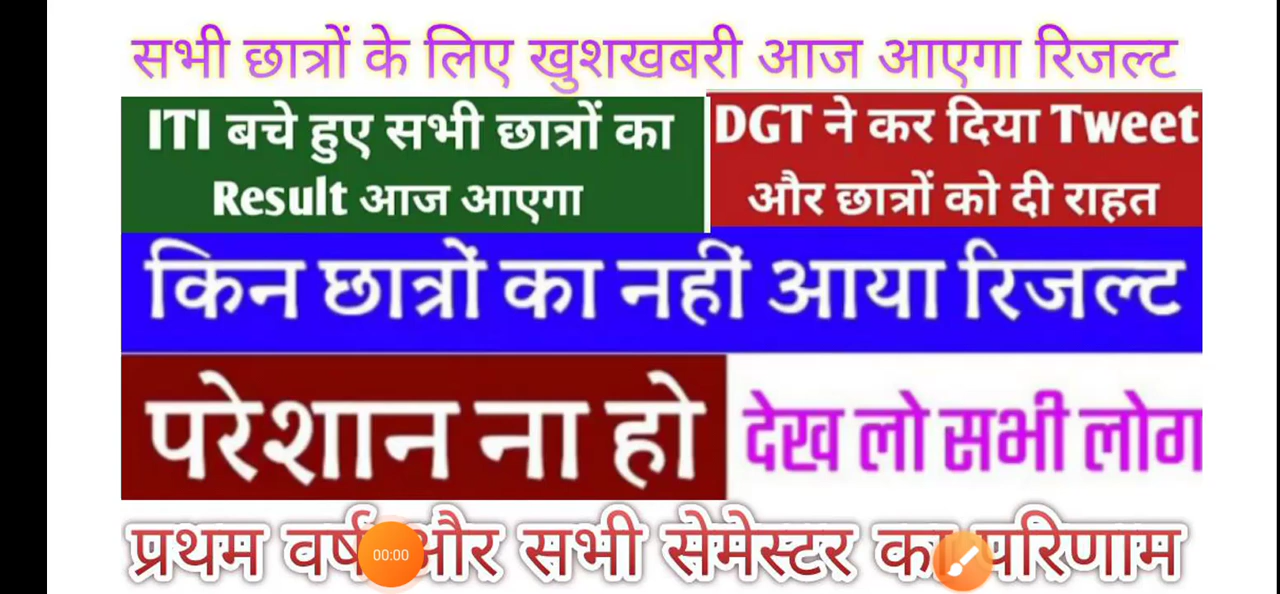 सभी छात्रों के लिए खुशखबरी आज आएगा रिजल्ट
ITI बचे हुए सभी छात्रों का
Result आज आएगा
DGT ने कर दिया Tweet
और छात्रों को दी राहत
किन छात्रों का नहीं आया रिजल्ट
परेशान ना हो
देख लो सभी लोग
प्रथम वर्ष और सभी सेमेस्टर का परिणाम
00:00